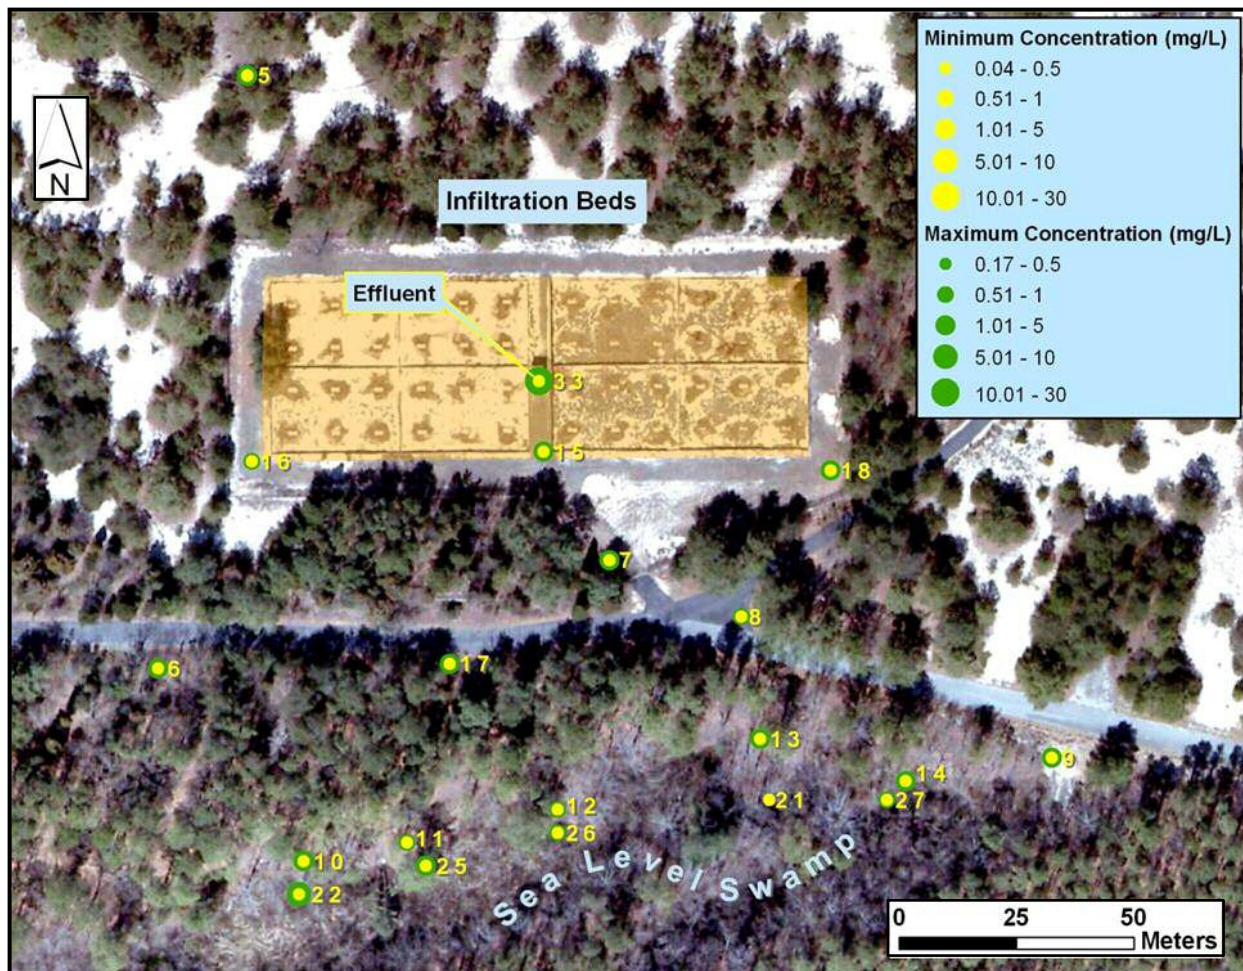 Minimum Concentration (mg/L)
0.04 - 0.5
0.51 - 1
1.01 - 5
5.01 - 10
10.01 - 30
Maximum Concentration (mg/L)
0.17 - 0.5
0.51 - 1
1.01 - 5
5.01 - 10
10.01 - 30
5
N
Infiltration Beds
Effluent
33
15
16
18
7
8
6
17
13
9
14
21
27
12
26
11
25
10
22
Sea Level Swamp
0 25 50
Meters